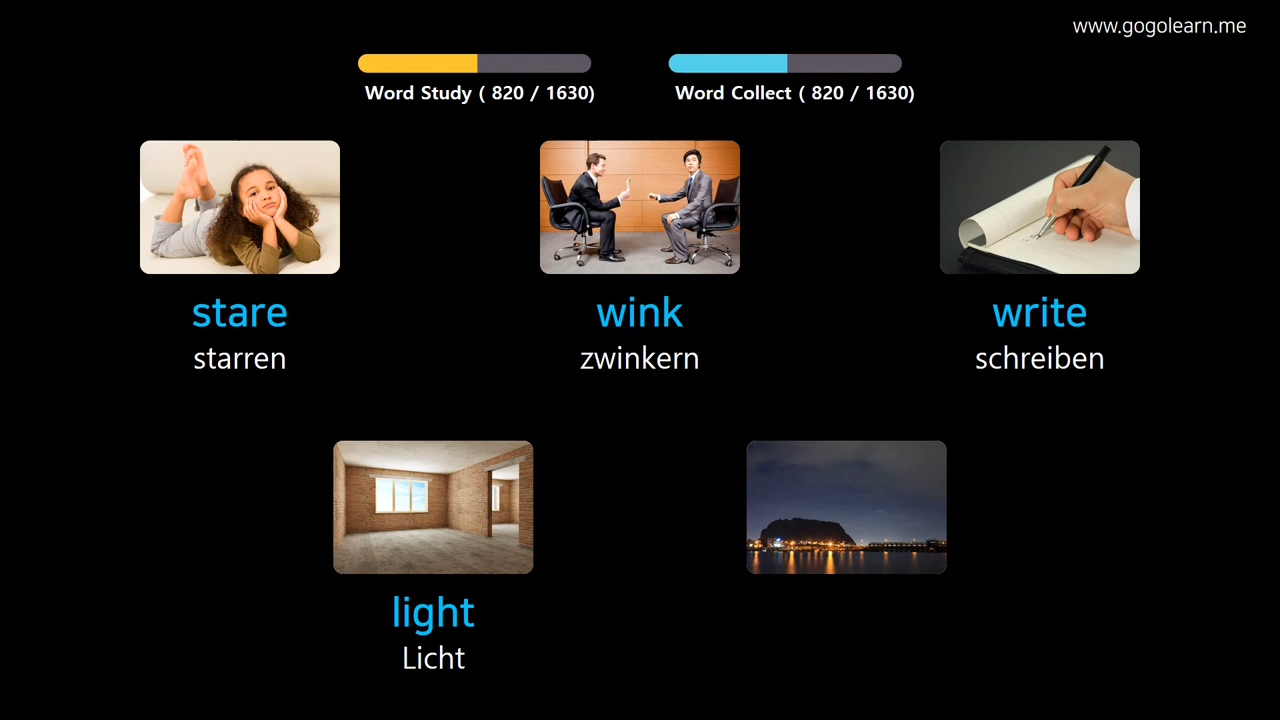 www.gogolearn.me
Word Study ( 820 / 1630)
Word Collect ( 820 / 1630)
stare
starren
wink
zwinkern
write
schreiben
light
Licht